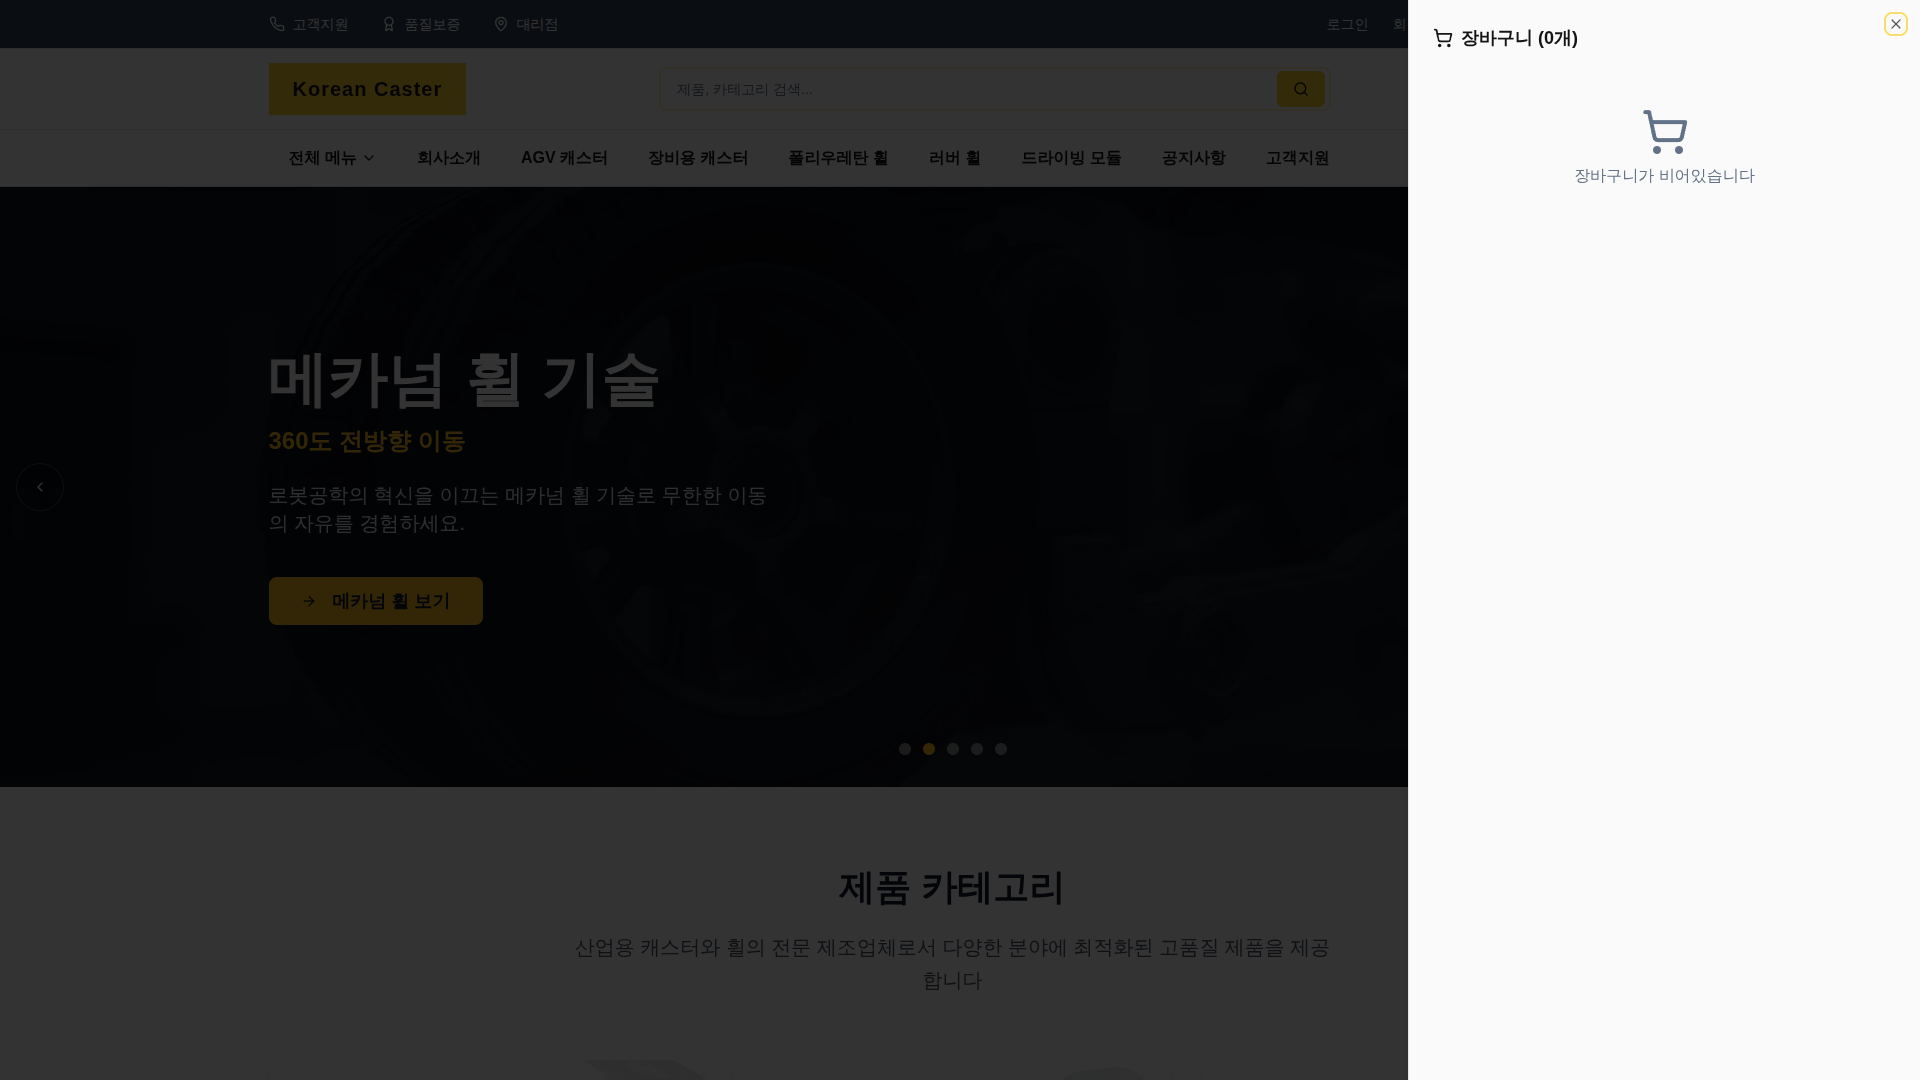 고객지원
품질보증
대리점
로그인
회
Korean Caster
제품, 카테고리 검색...
전체 메뉴
회사소개
AGV 캐스터
장비용 캐스터
폴리우레탄 휠
러버 휠
드라이빙 모듈
공지사항
고객지원
메카넘 휠 기술
360도 전방향 이동
로봇공학의 혁신을 이끄는 메카넘 휠 기술로 무한한 이동
의 자유를 경험하세요.
메카넘 휠 보기
제품 카테고리
산업용 캐스터와 휠의 전문 제조업체로서 다양한 분야에 최적화된 고품질 제품을 제공
합니다
장바구니 (0개)
장바구니가 비어있습니다